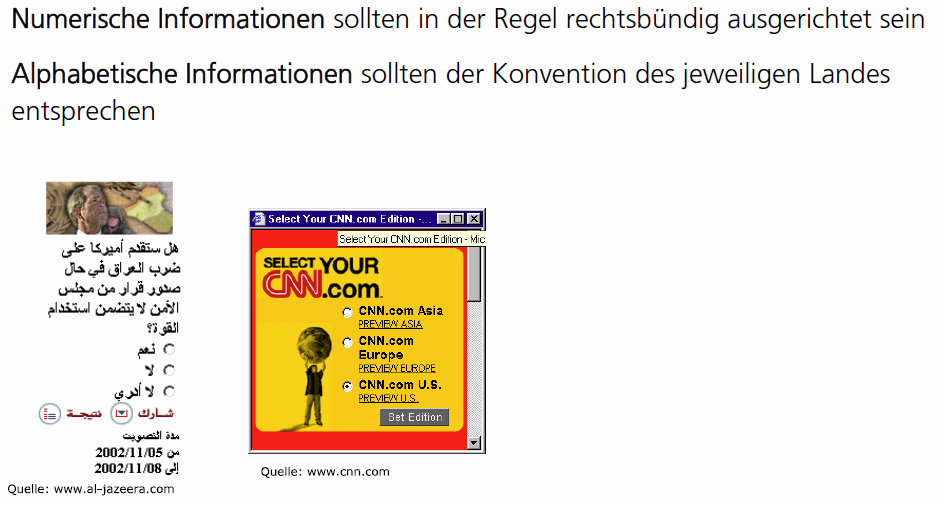 Numerische Informationen sollten in der Regel rechtsbündig ausgerichtet sein
Alphabetische Informationen sollten der Konvention des jeweiligen Landes
entsprechen
هل ستقدم أميركا على
ضرب العراق في حال
صدور قرار من مجلس
الأمن لا يتضمن استخدام
القوة؟
نعم
لا
لا أدري
شارك نتيجة
مدة التصويت
من 2002/11/05
إلى 2002/11/08
Quelle: www.al-jazeera.com
Select Your CNN.com Edition -...
Select Your CNN.com Edition - Mic
SELECT YOUR
CNN.com
CNN.com Asia
PREVIEW ASIA
CNN.com
Europe
PREVIEW EUROPE
CNN.com U.S.
PREVIEW U.S.
Set Edition
Quelle: www.cnn.com